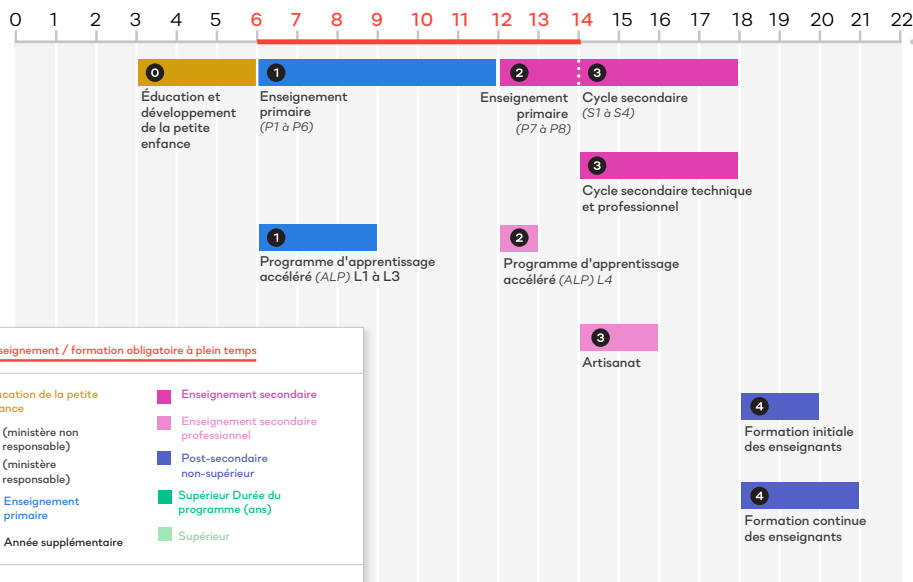 0 1 2 3 4 5 6 7 8 9 10 11 12 13 14 15 16 17 18 19 20 21 22
0
Éducation et
développement
de la petite
enfance
1
Enseignement
primaire
(P1 à P6)
2
Enseignement
primaire
(P7 à P8)
3
Cycle secondaire
(S1 à S4)
3
Cycle secondaire technique
et professionnel
1
Programme d'apprentissage
accéléré (ALP) L1 à L3
2
Programme d'apprentissage
accéléré (ALP) L4
3
Artisanat
4
Formation initiale
des enseignants
4
Formation continue
des enseignants
seignement / formation obligatoire à plein temps
ucation de la petite
ance
(ministère non
responsable)
(ministère
responsable)
Enseignement
primaire
Année supplémentaire
Enseignement secondaire
Enseignement secondaire
professionnel
Post-secondaire
non-supérieur
Supérieur Durée du
programme (ans)
Supérieur